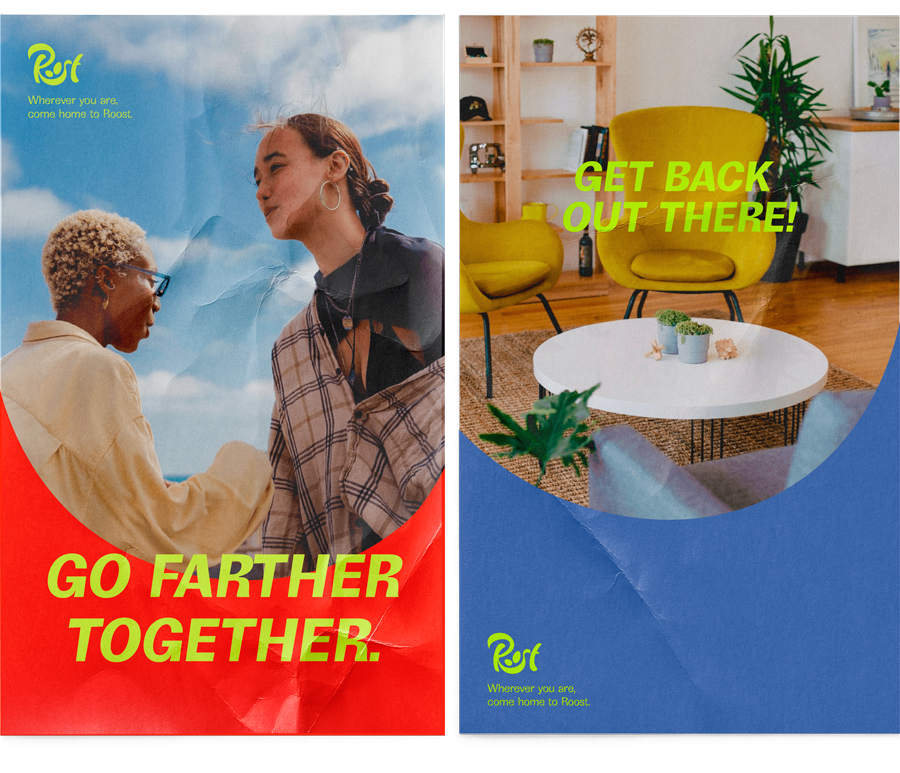 Roost
Wherever you are,
come home to Roost.
GO FARTHER
TOGETHER.
GET BACK
OUT THERE!
Roost
Wherever you are,
come home to Roost.